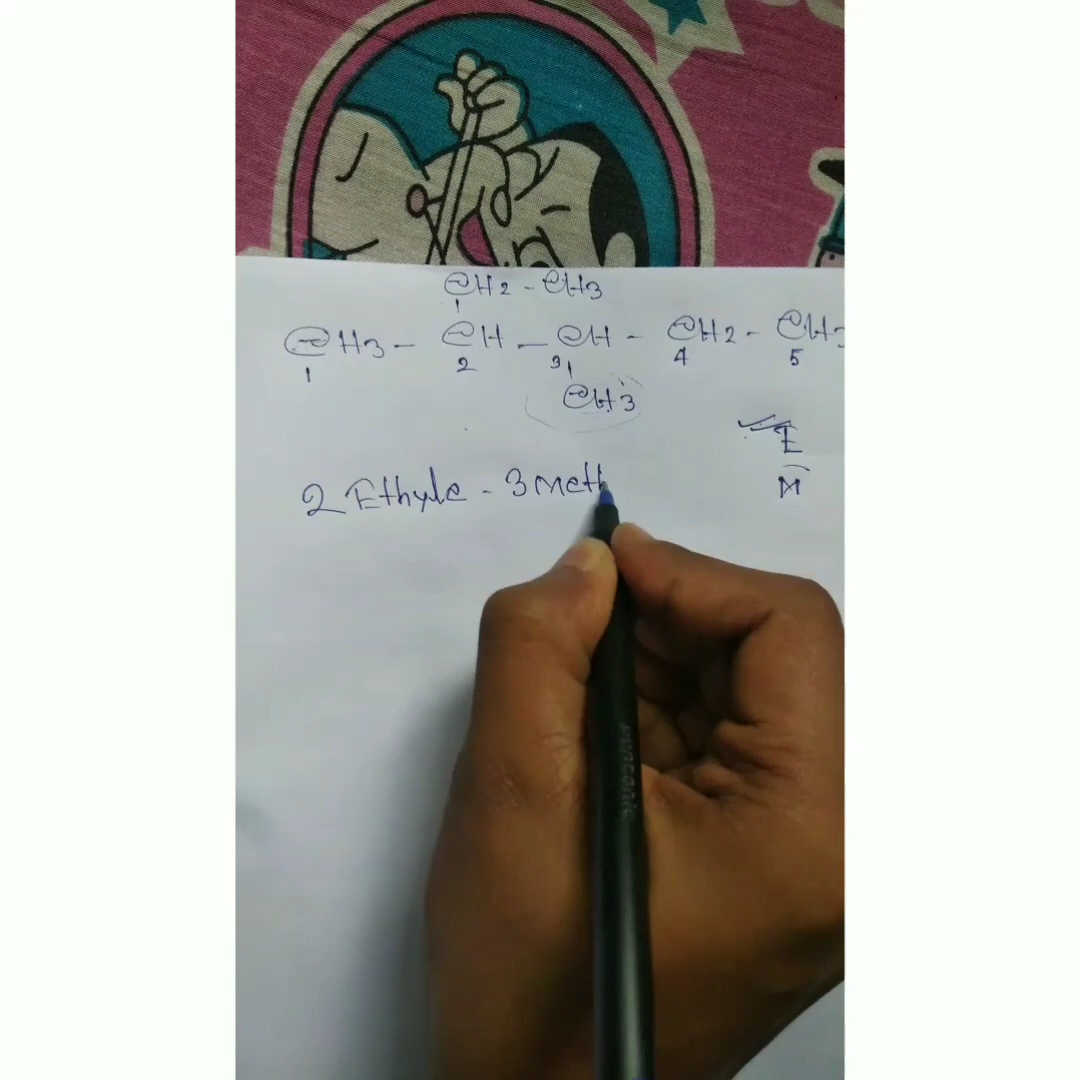 CH2 - CH3
CH3 - CH - CH - CH2 - CH3
1 2 3 4 5
CH3
E
M
2 Ethyle - 3 Meth